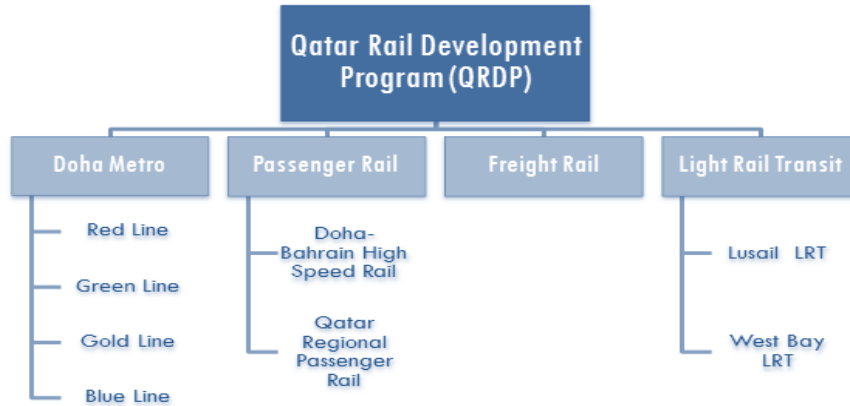 Qatar Rail Development
Program (QRDP)
Doha Metro
Passenger Rail
Freight Rail
Light Rail Transit
Red Line
Green Line
Gold Line
Blue Line
Doha-
Bahrain High
Speed Rail
Qatar
Regional
Passenger
Rail
Lusail LRT
West Bay
LRT